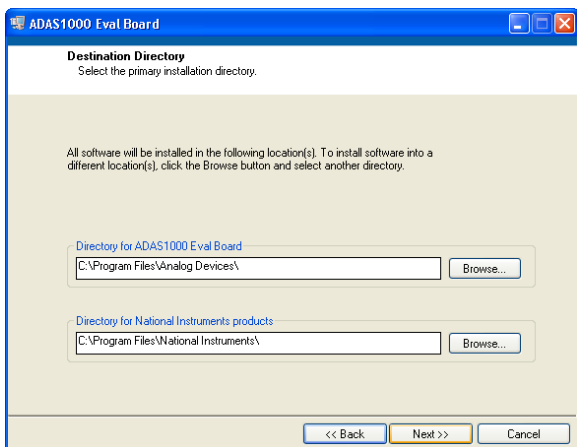 ADAS1000 Eval Board
Destination Directory
Select the primary installation directory.
All software will be installed in the following location(s). To install software into a
different location(s), click the Browse button and select another directory.
Directory for ADAS1000 Eval Board
C:\Program Files\Analog Devices\
Browse...
Directory for National Instruments products
C:\Program Files\National Instruments\
Browse...
<< Back
Next >>
Cancel